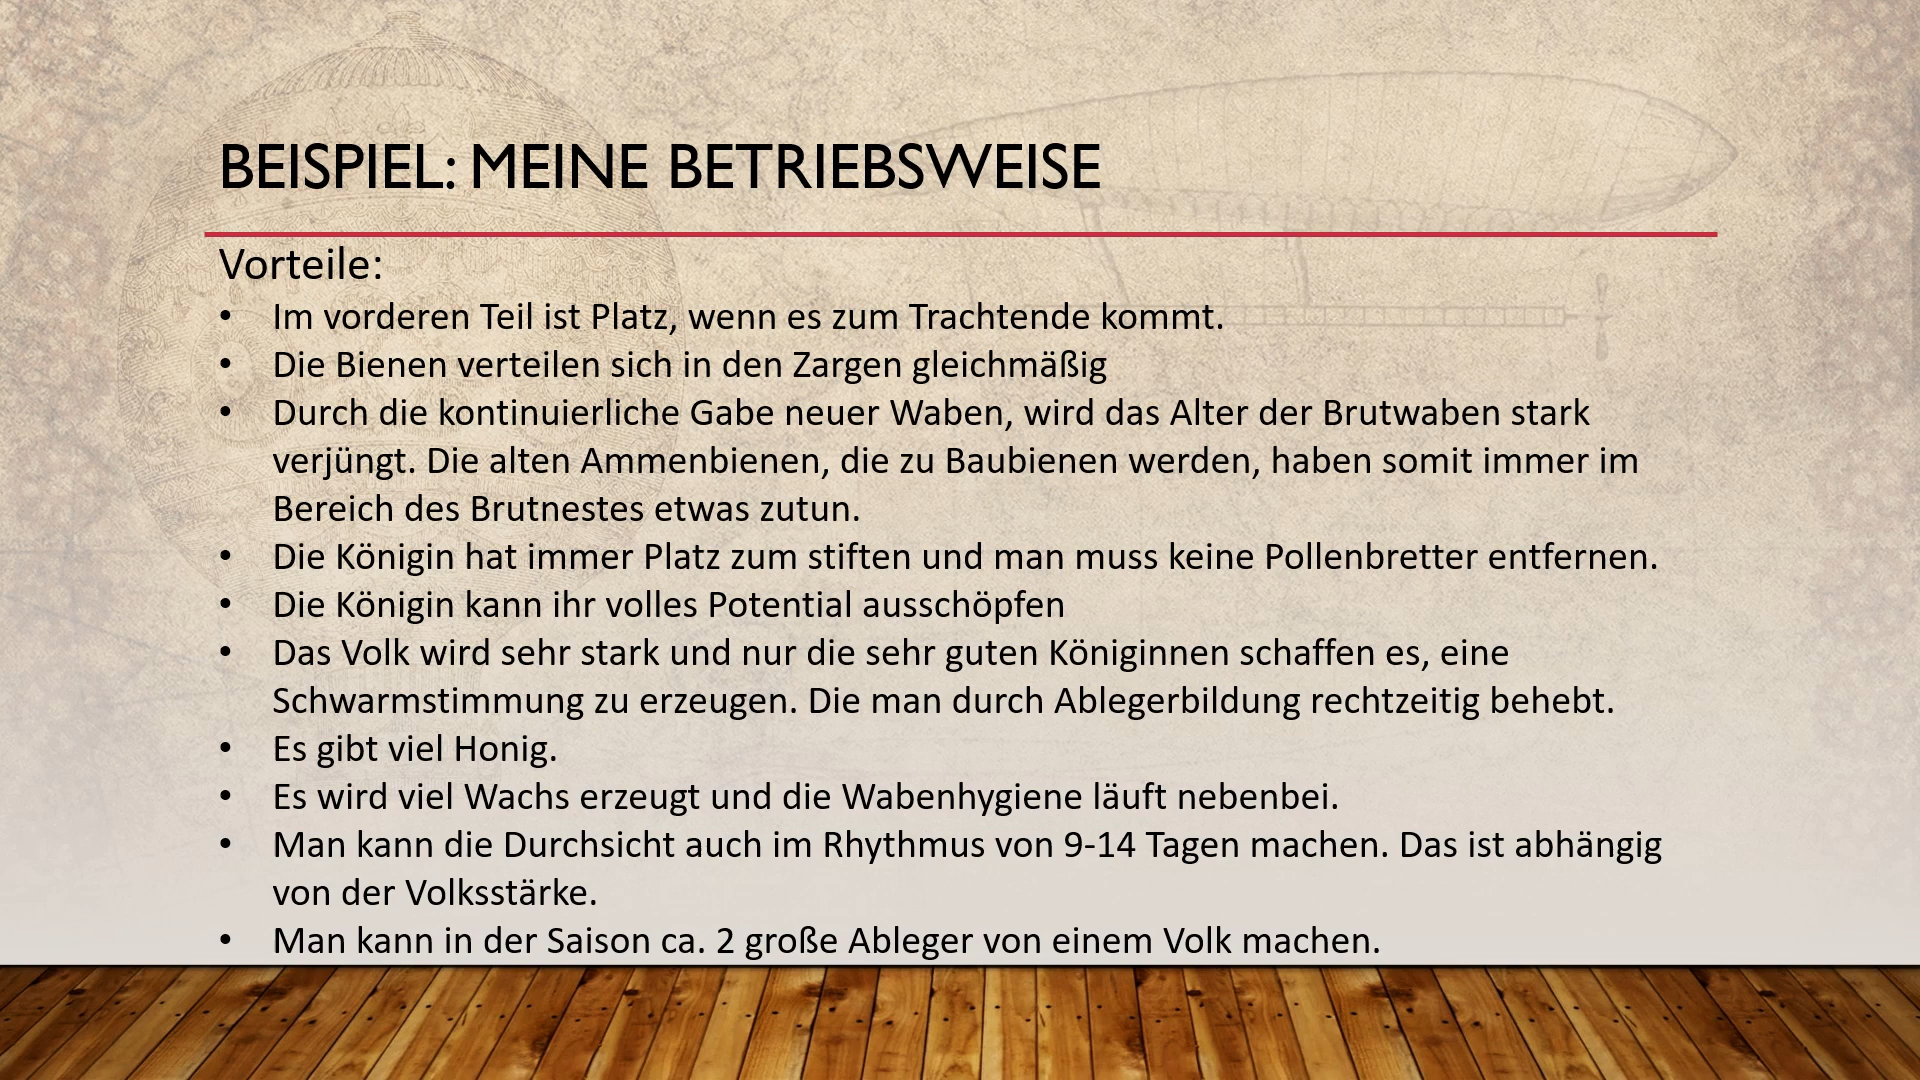 BEISPIEL: MEINE BETRIEBSWEISE
Vorteile:
• Im vorderen Teil ist Platz, wenn es zum Trachtende kommt.
• Die Bienen verteilen sich in den Zargen gleichmäßig
• Durch die kontinuierliche Gabe neuer Waben, wird das Alter der Brutwaben stark
verjüngt. Die alten Ammenbienen, die zu Baubienen werden, haben somit immer im
Bereich des Brutnestes etwas zutun.
• Die Königin hat immer Platz zum stiften und man muss keine Pollenbretter entfernen.
• Die Königin kann ihr volles Potential ausschöpfen
• Das Volk wird sehr stark und nur die sehr guten Königinnen schaffen es, eine
Schwarmstimmung zu erzeugen. Die man durch Ablegerbildung rechtzeitig behebt.
• Es gibt viel Honig.
• Es wird viel Wachs erzeugt und die Wabenhygiene läuft nebenbei.
• Man kann die Durchsicht auch im Rhythmus von 9-14 Tagen machen. Das ist abhängig
von der Volksstärke.
• Man kann in der Saison ca. 2 große Ableger von einem Volk machen.